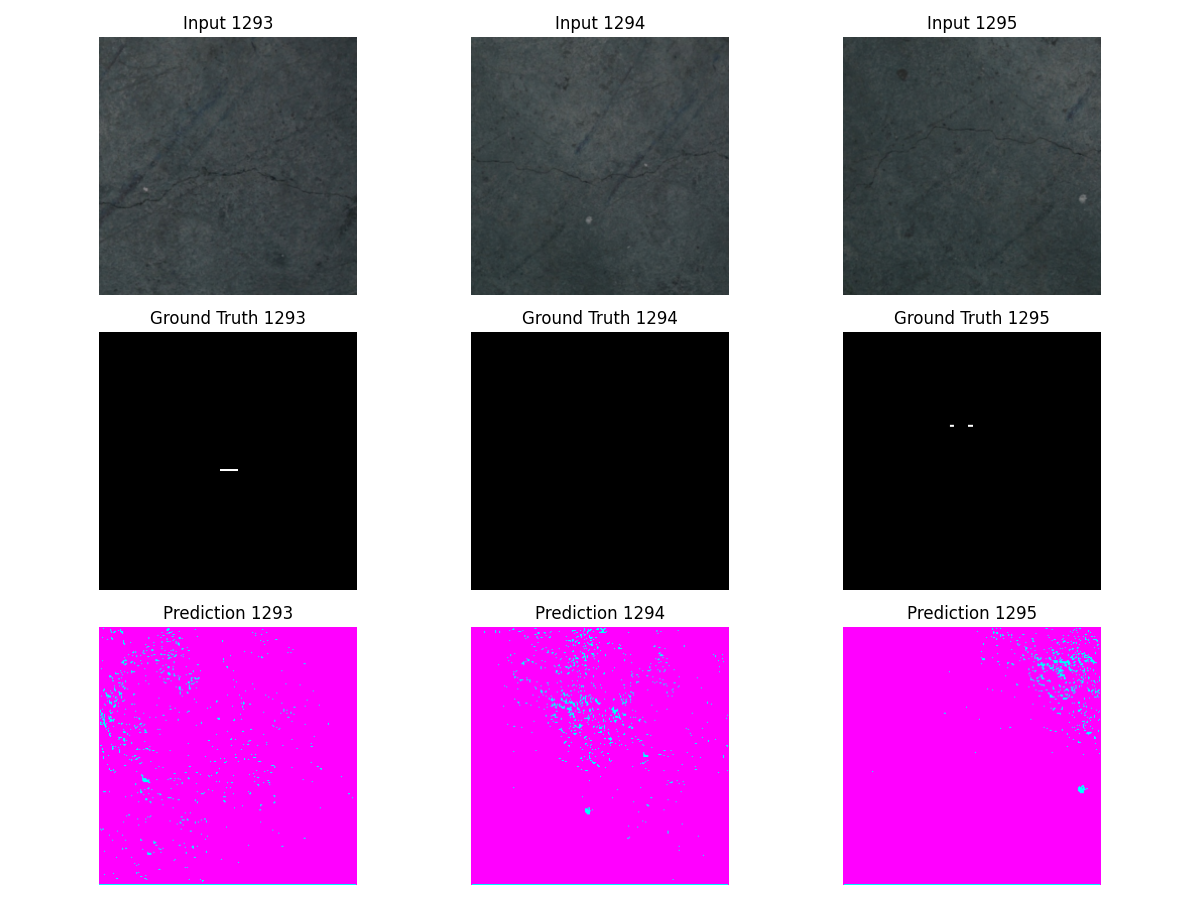 Input 1293
Input 1294
Input 1295
Ground Truth 1293
Ground Truth 1294
Ground Truth 1295
Prediction 1293
Prediction 1294
Prediction 1295